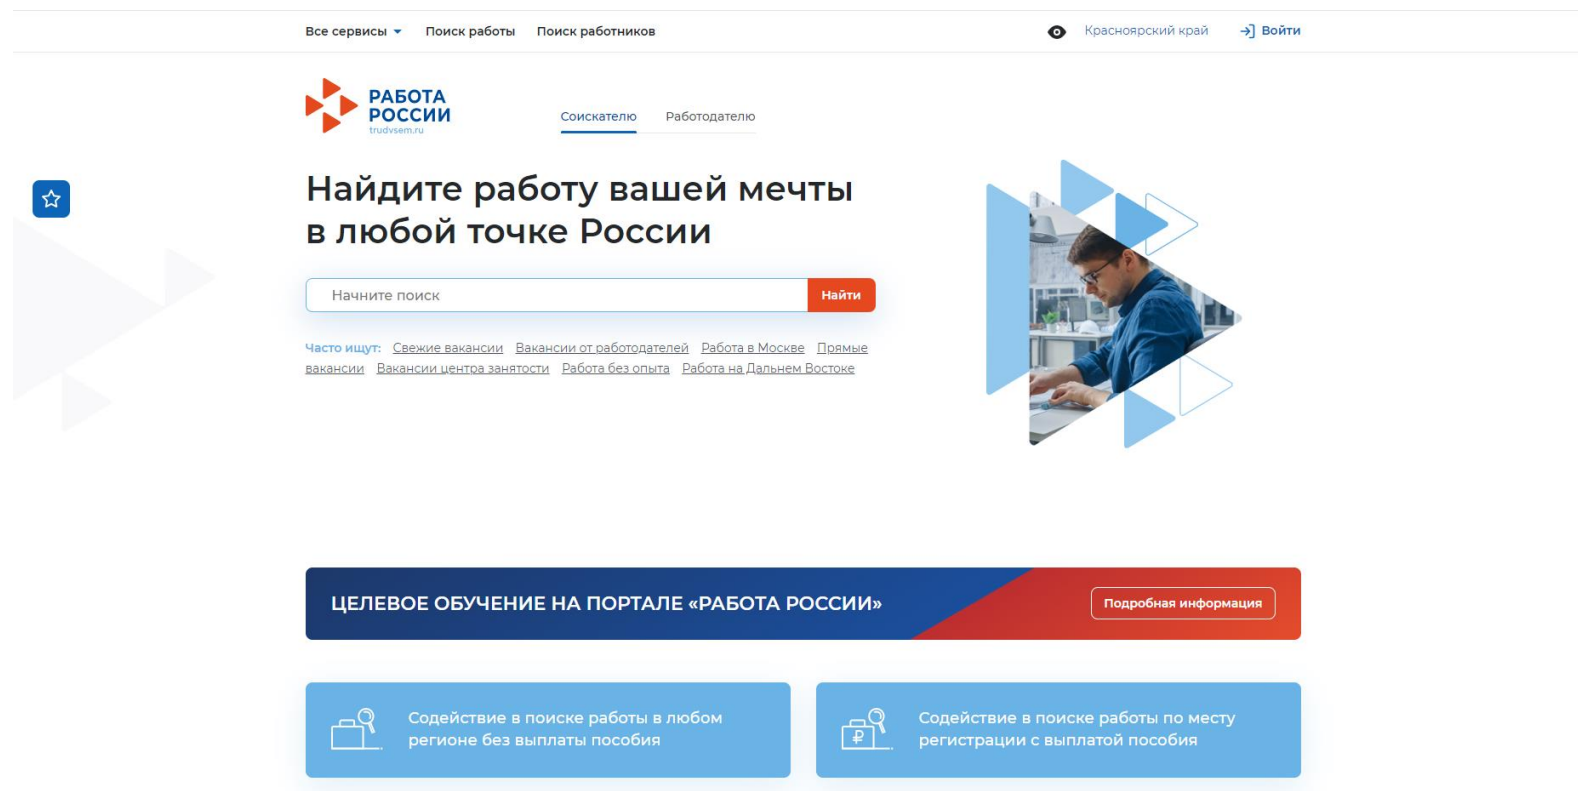 Все сервисы Поиск работы Поиск работников Красноярский край Войти
РАБОТА
РОССИИ
trudvsem.ru
Соискателю Работодателю
Найдите работу вашей мечты
в любой точке России
Начните поиск Найти
Часто ищут: Свежие вакансии Вакансии от работодателей Работа в Москве Прямые
вакансии Вакансии центра занятости Работа без опыта Работа на Дальнем Востоке
ЦЕЛЕВОЕ ОБУЧЕНИЕ НА ПОРТАЛЕ «РАБОТА РОССИИ» Подробная информация
Содействие в поиске работы в любом
регионе без выплаты пособия
Содействие в поиске работы по месту
регистрации с выплатой пособия